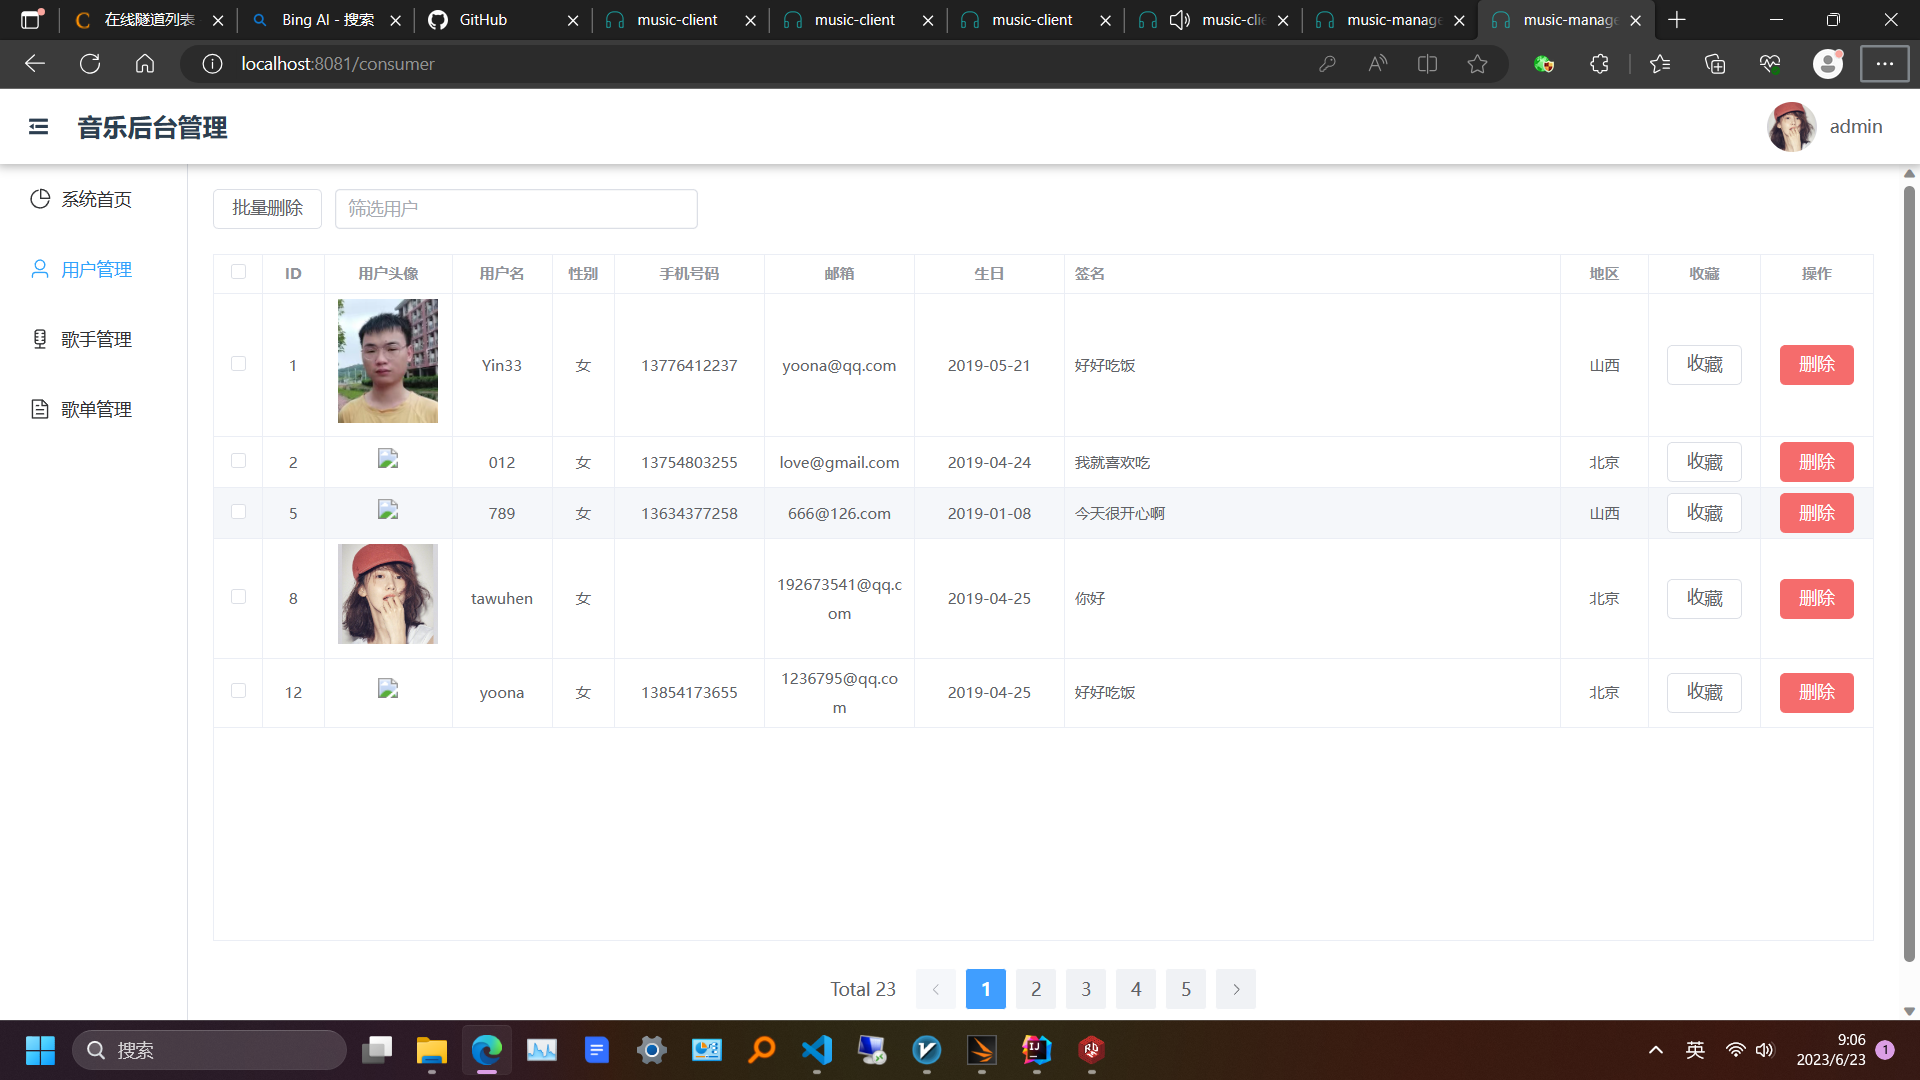 在线隧道列表
Bing AI - 搜索
GitHub
music-client
music-client
music-client
music-clie
music-manage
music-manage
localhost:8081/consumer
音乐后台管理
admin
系统首页
用户管理
歌手管理
歌单管理
批量删除 筛选用户
ID 用户头像 用户名 性别 手机号码 邮箱 生日 签名 地区 收藏 操作
1 Yin33 女 13776412237 yoona@qq.com 2019-05-21 好好吃饭 山西 收藏 删除
2 012 女 13754803255 love@gmail.com 2019-04-24 我就喜欢吃 北京 收藏 删除
5 789 女 13634377258 666@126.com 2019-01-08 今天很开心啊 山西 收藏 删除
8 tawuhen 女 192673541@qq.c
om 2019-04-25 你好 北京 收藏 删除
12 yoona 女 13854173655 1236795@qq.co
m 2019-04-25 好好吃饭 北京 收藏 删除
Total 23 1 2 3 4 5
搜索
英
9:06
2023/6/23
1